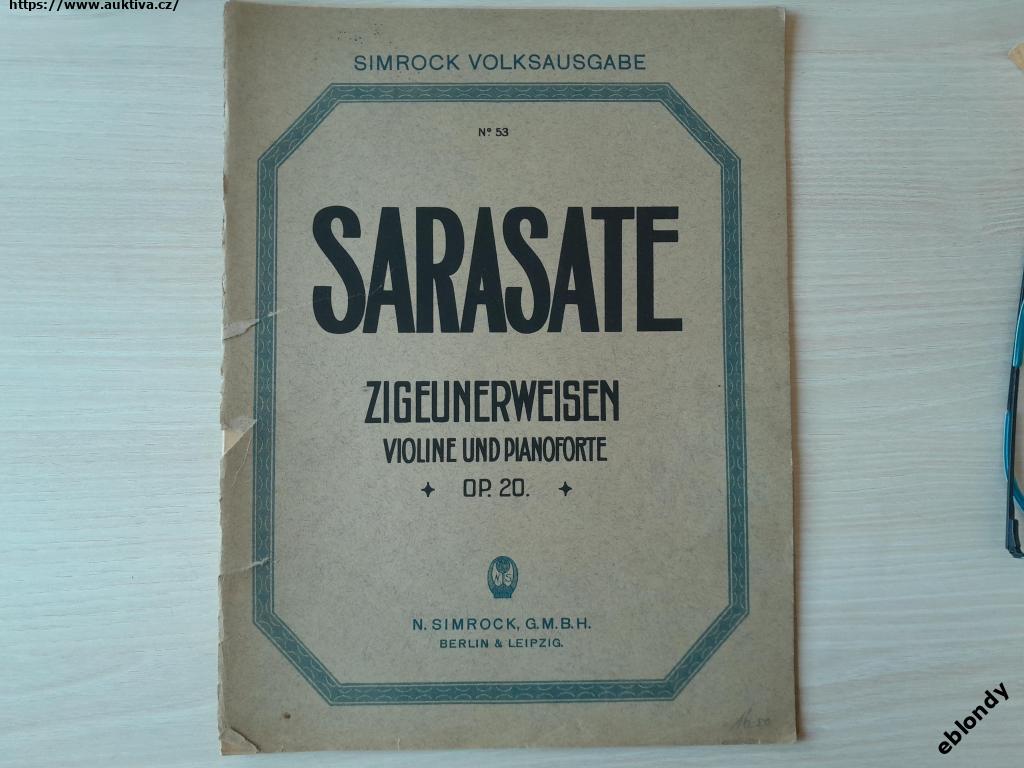 https://www.auktiva.cz/
SIMROCK VOLKSAUSGABE
Nº 53
SARASATE
ZIGEUNERWEISEN
VIOLINE UND PIANOFORTE
OP. 20.
NS
N. SIMROCK, G.M.B.H.
BERLIN & LEIPZIG.
eblondy